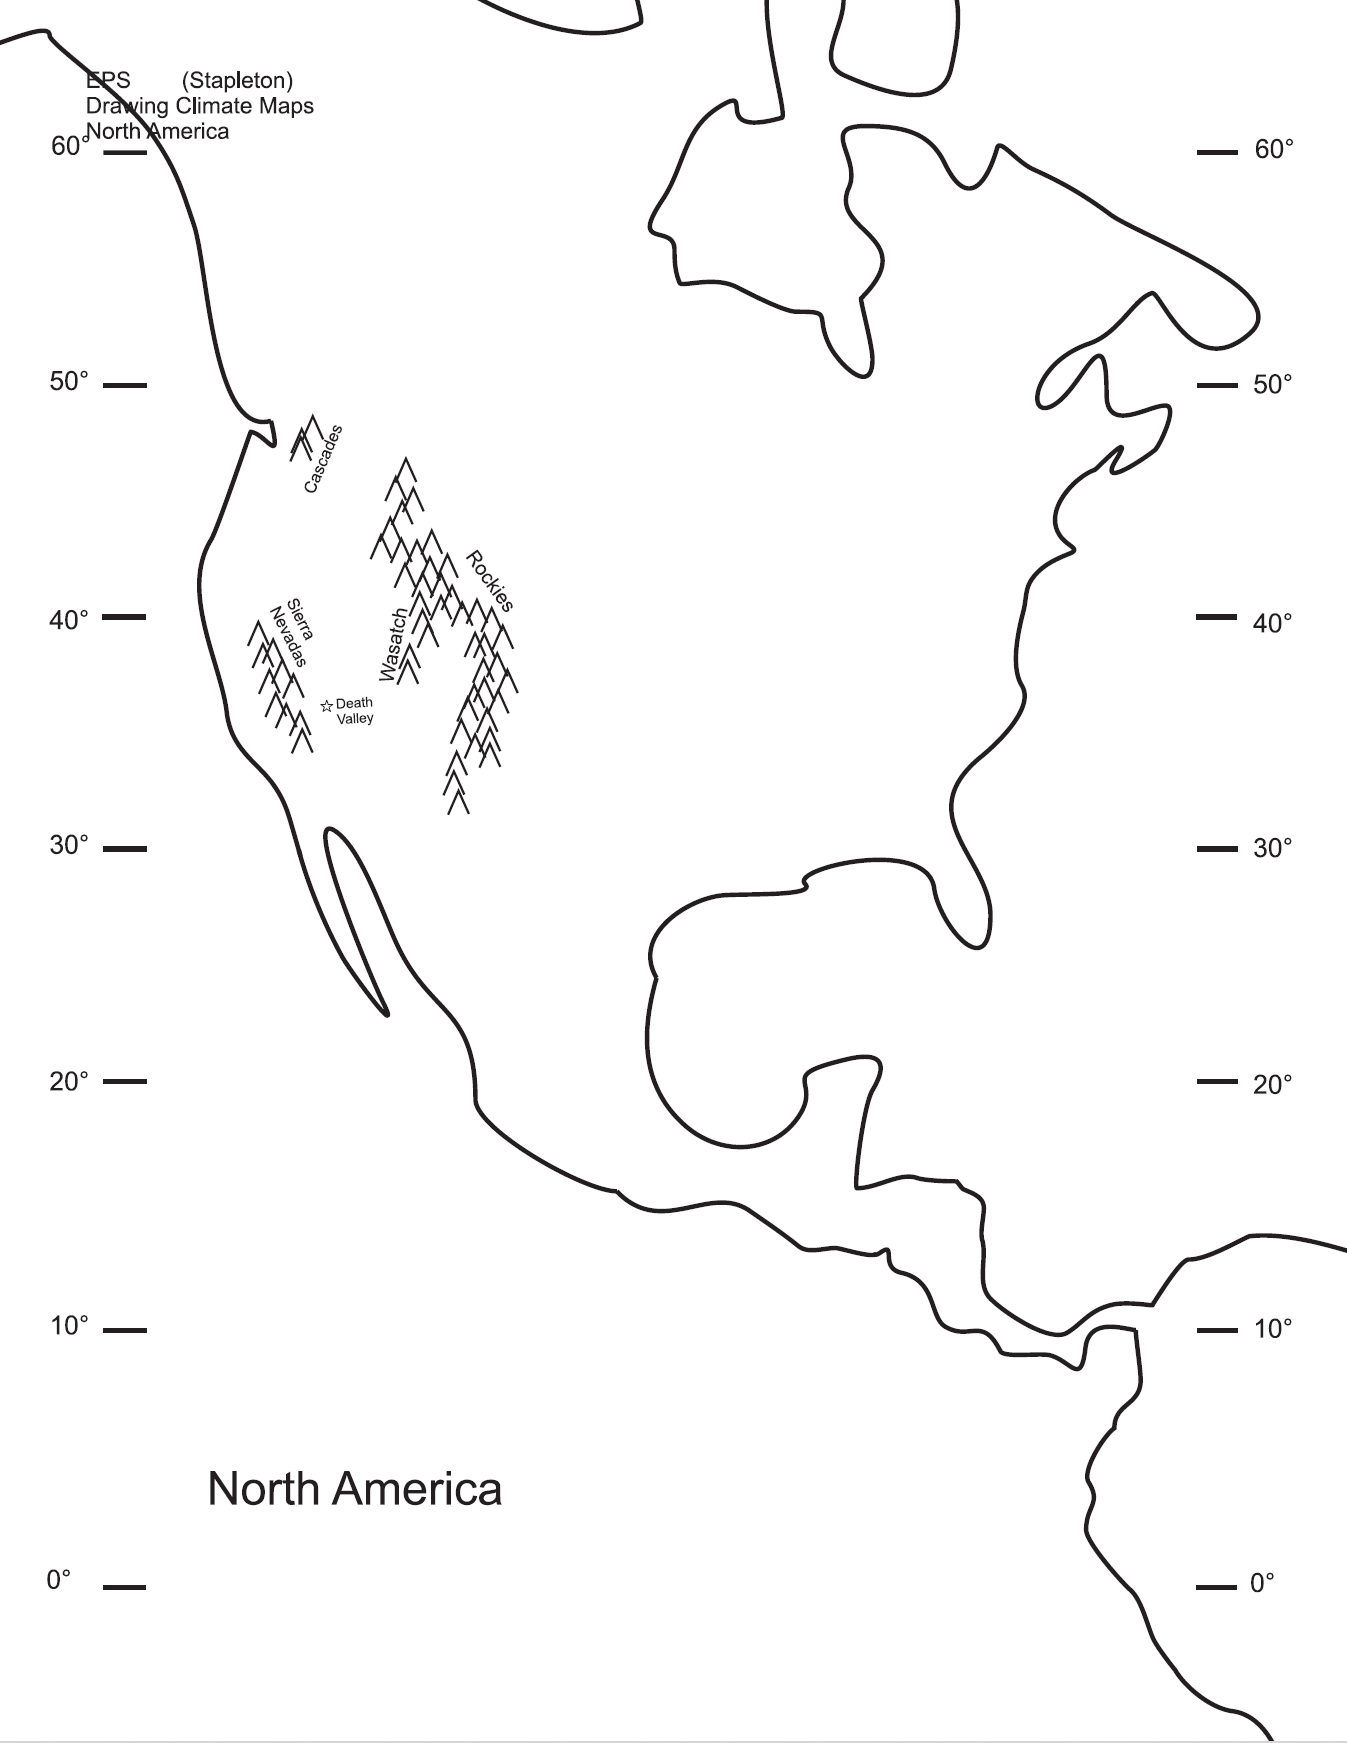 EPS (Stapleton)
Drawing Climate Maps
North America
60°
60°
50°
50°
Cascades
Rockies
Sierra
Nevadas
Wasatch
40°
40°
Death
Valley
30°
30°
20°
20°
10°
10°
North America
0°
0°